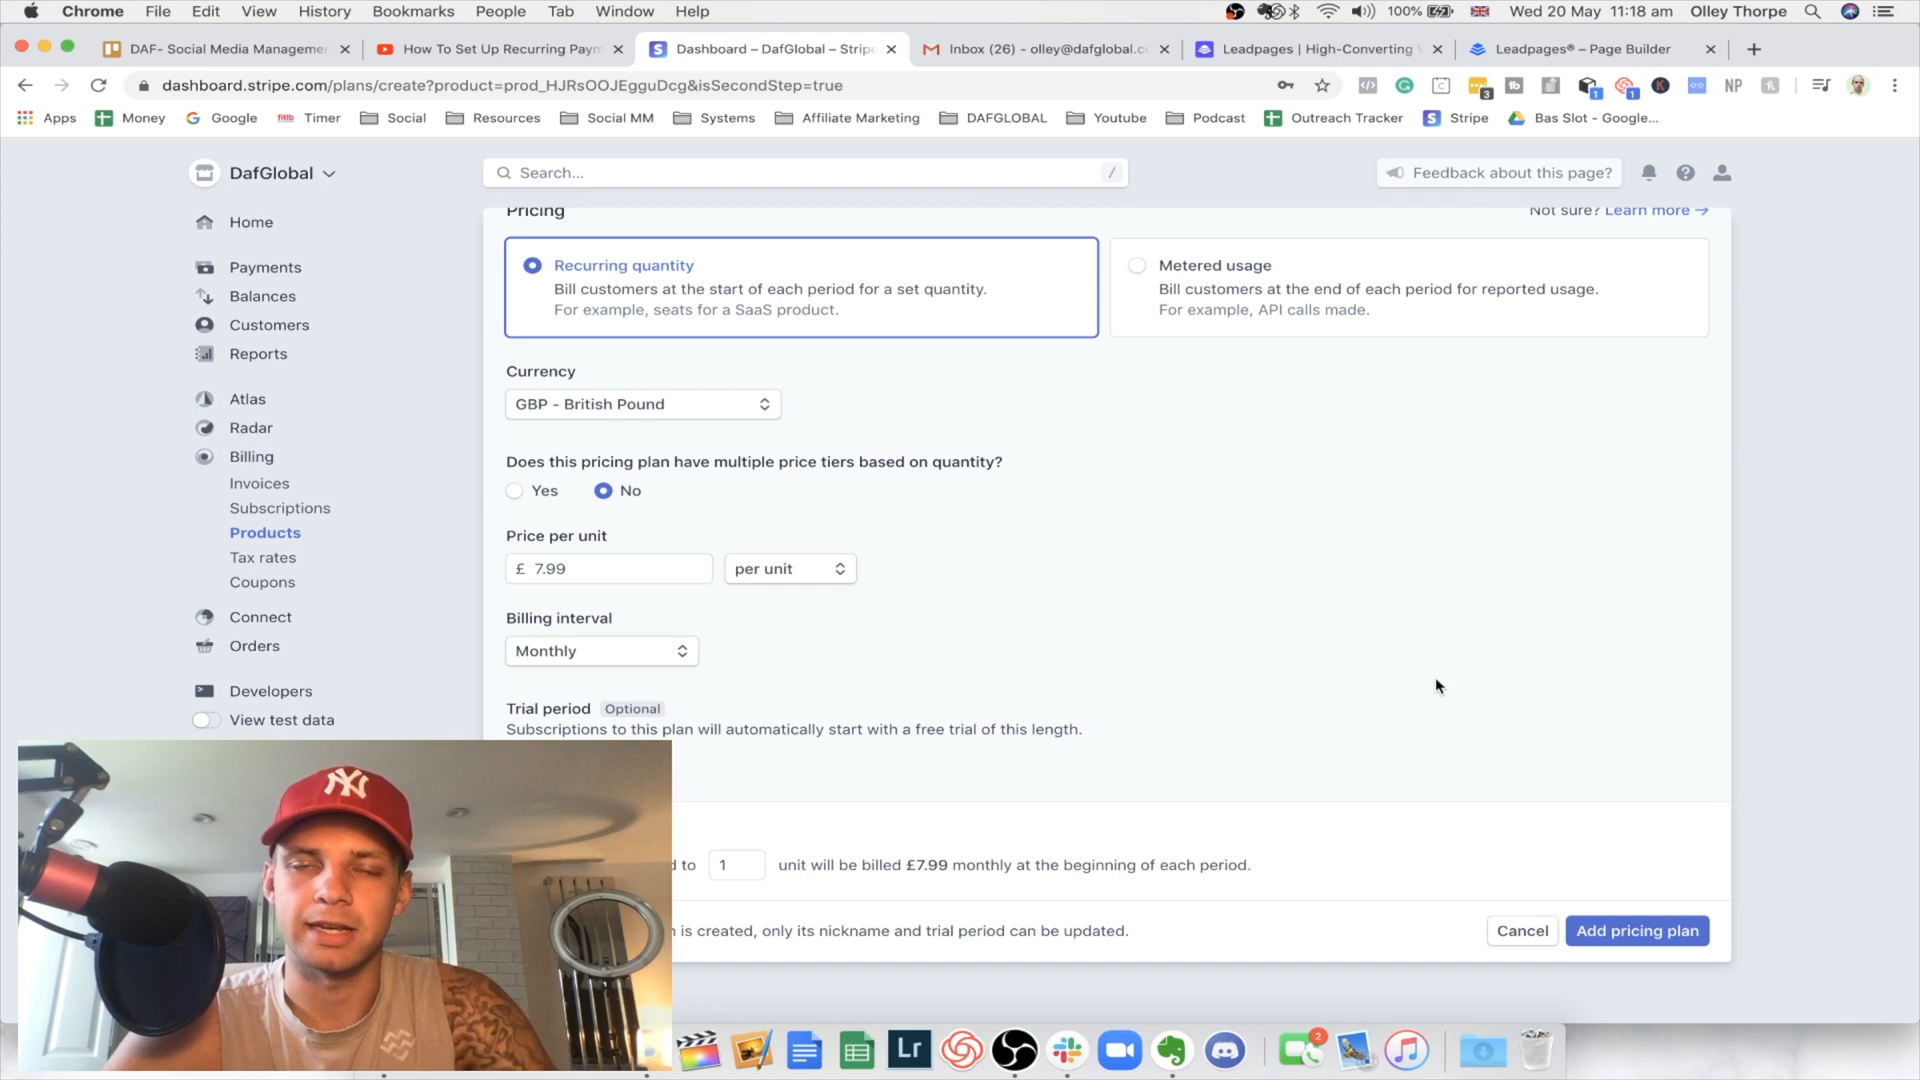 Chrome File Edit View History Bookmarks People Tab Window Help 100% Wed 20 May 11:18 am Olley Thorpe
DAF- Social Media Managemen
How To Set Up Recurring Paym
Dashboard – DafGlobal – Stripe
Inbox (26) - olley@dafglobal.c
Leadpages | High-Converting
Leadpages® – Page Builder
dashboard.stripe.com/plans/create?product=prod_HJRsOOJEgguDcg&isSecondStep=true
3 1 1 K NP
Apps Money Google Timer Social Resources Social MM Systems Affiliate Marketing DAFGLOBAL Youtube Podcast Outreach Tracker Stripe Bas Slot - Google...
DafGlobal
Search... /
Feedback about this page?
Home
Payments
Balances
Customers
Reports
Atlas
Radar
Billing
Invoices
Subscriptions
Products
Tax rates
Coupons
Connect
Orders
Developers
View test data
Pricing
Not sure? Learn more →
Recurring quantity
Bill customers at the start of each period for a set quantity.
For example, seats for a SaaS product.
Metered usage
Bill customers at the end of each period for reported usage.
For example, API calls made.
Currency
GBP - British Pound
Does this pricing plan have multiple price tiers based on quantity?
Yes No
Price per unit
£ 7.99 per unit
Billing interval
Monthly
Trial period Optional
Subscriptions to this plan will automatically start with a free trial of this length.
d to 1 unit will be billed £7.99 monthly at the beginning of each period.
is created, only its nickname and trial period can be updated.
Cancel Add pricing plan
NY
Lr
2